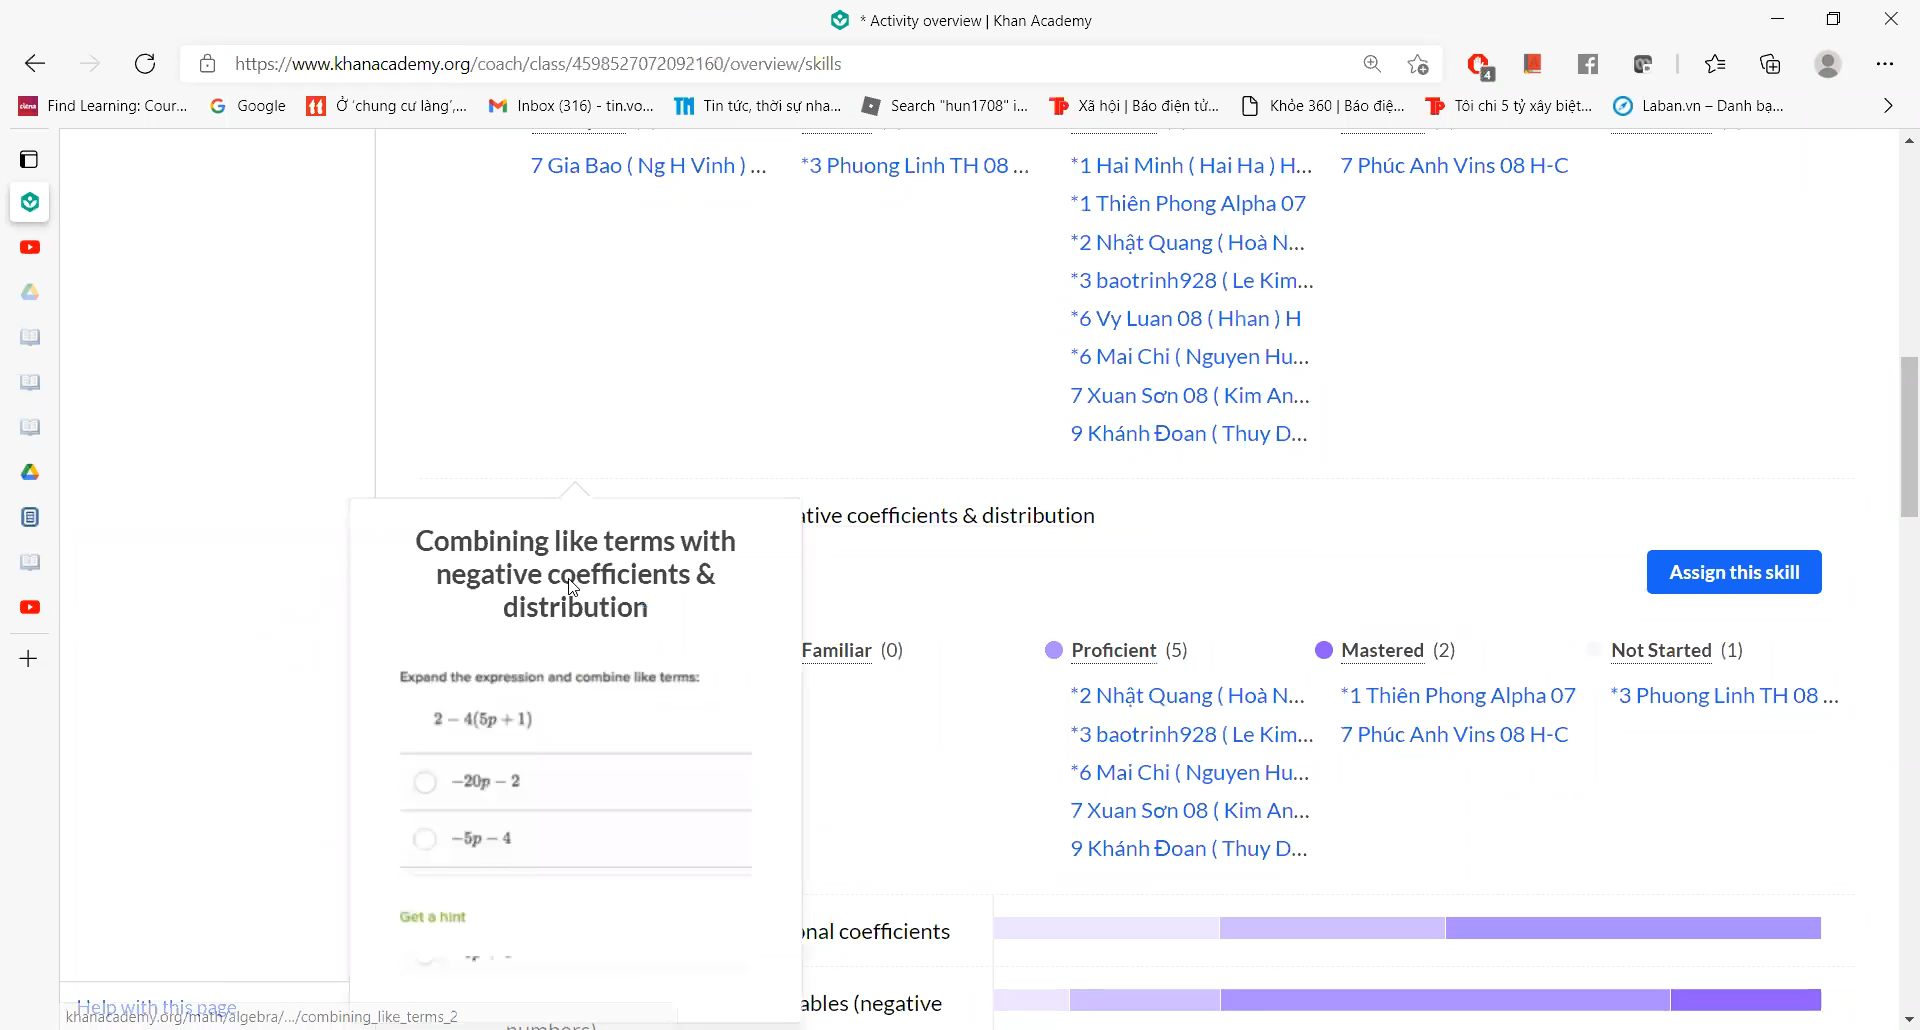 * Activity overview | Khan Academy
https://www.khanacademy.org/coach/class/4598527072092160/overview/skills
4
Find Learning: Cour...
Google
Ở 'chung cư làng',...
Inbox (316) - tin.vo...
Tin tức, thời sự nha...
Search "hun1708" i...
Xã hội | Báo điện tử...
Khỏe 360 | Báo điệ...
Tôi chi 5 tỷ xây biệt...
Laban.vn – Danh bạ...
7 Gia Bao ( Ng H Vinh ) ...
*3 Phuong Linh TH 08 ...
*1 Hai Minh ( Hai Ha ) H...
7 Phúc Anh Vins 08 H-C
*1 Thiên Phong Alpha 07
*2 Nhật Quang ( Hoà N...
*3 baotrinh928 ( Le Kim...
*6 Vy Luan 08 ( Hhan ) H
*6 Mai Chi ( Nguyen Hu...
7 Xuan Sơn 08 ( Kim An...
9 Khánh Đoan ( Thuy D...
ative coefficients & distribution
Assign this skill
Combining like terms with
negative coefficients &
distribution
Expand the expression and combine like terms:
2 − 4(5p + 1)
−20p − 2
−5p − 4
Get a hint
Familiar (0)
Proficient (5)
Mastered (2)
Not Started (1)
*2 Nhật Quang ( Hoà N...
*1 Thiên Phong Alpha 07
*3 Phuong Linh TH 08 ...
*3 baotrinh928 ( Le Kim...
7 Phúc Anh Vins 08 H-C
*6 Mai Chi ( Nguyen Hu...
7 Xuan Sơn 08 ( Kim An...
9 Khánh Đoan ( Thuy D...
onal coefficients
ables (negative
numbers)
Help with this page
khanacademy.org/math/algebra/.../combining_like_terms_2